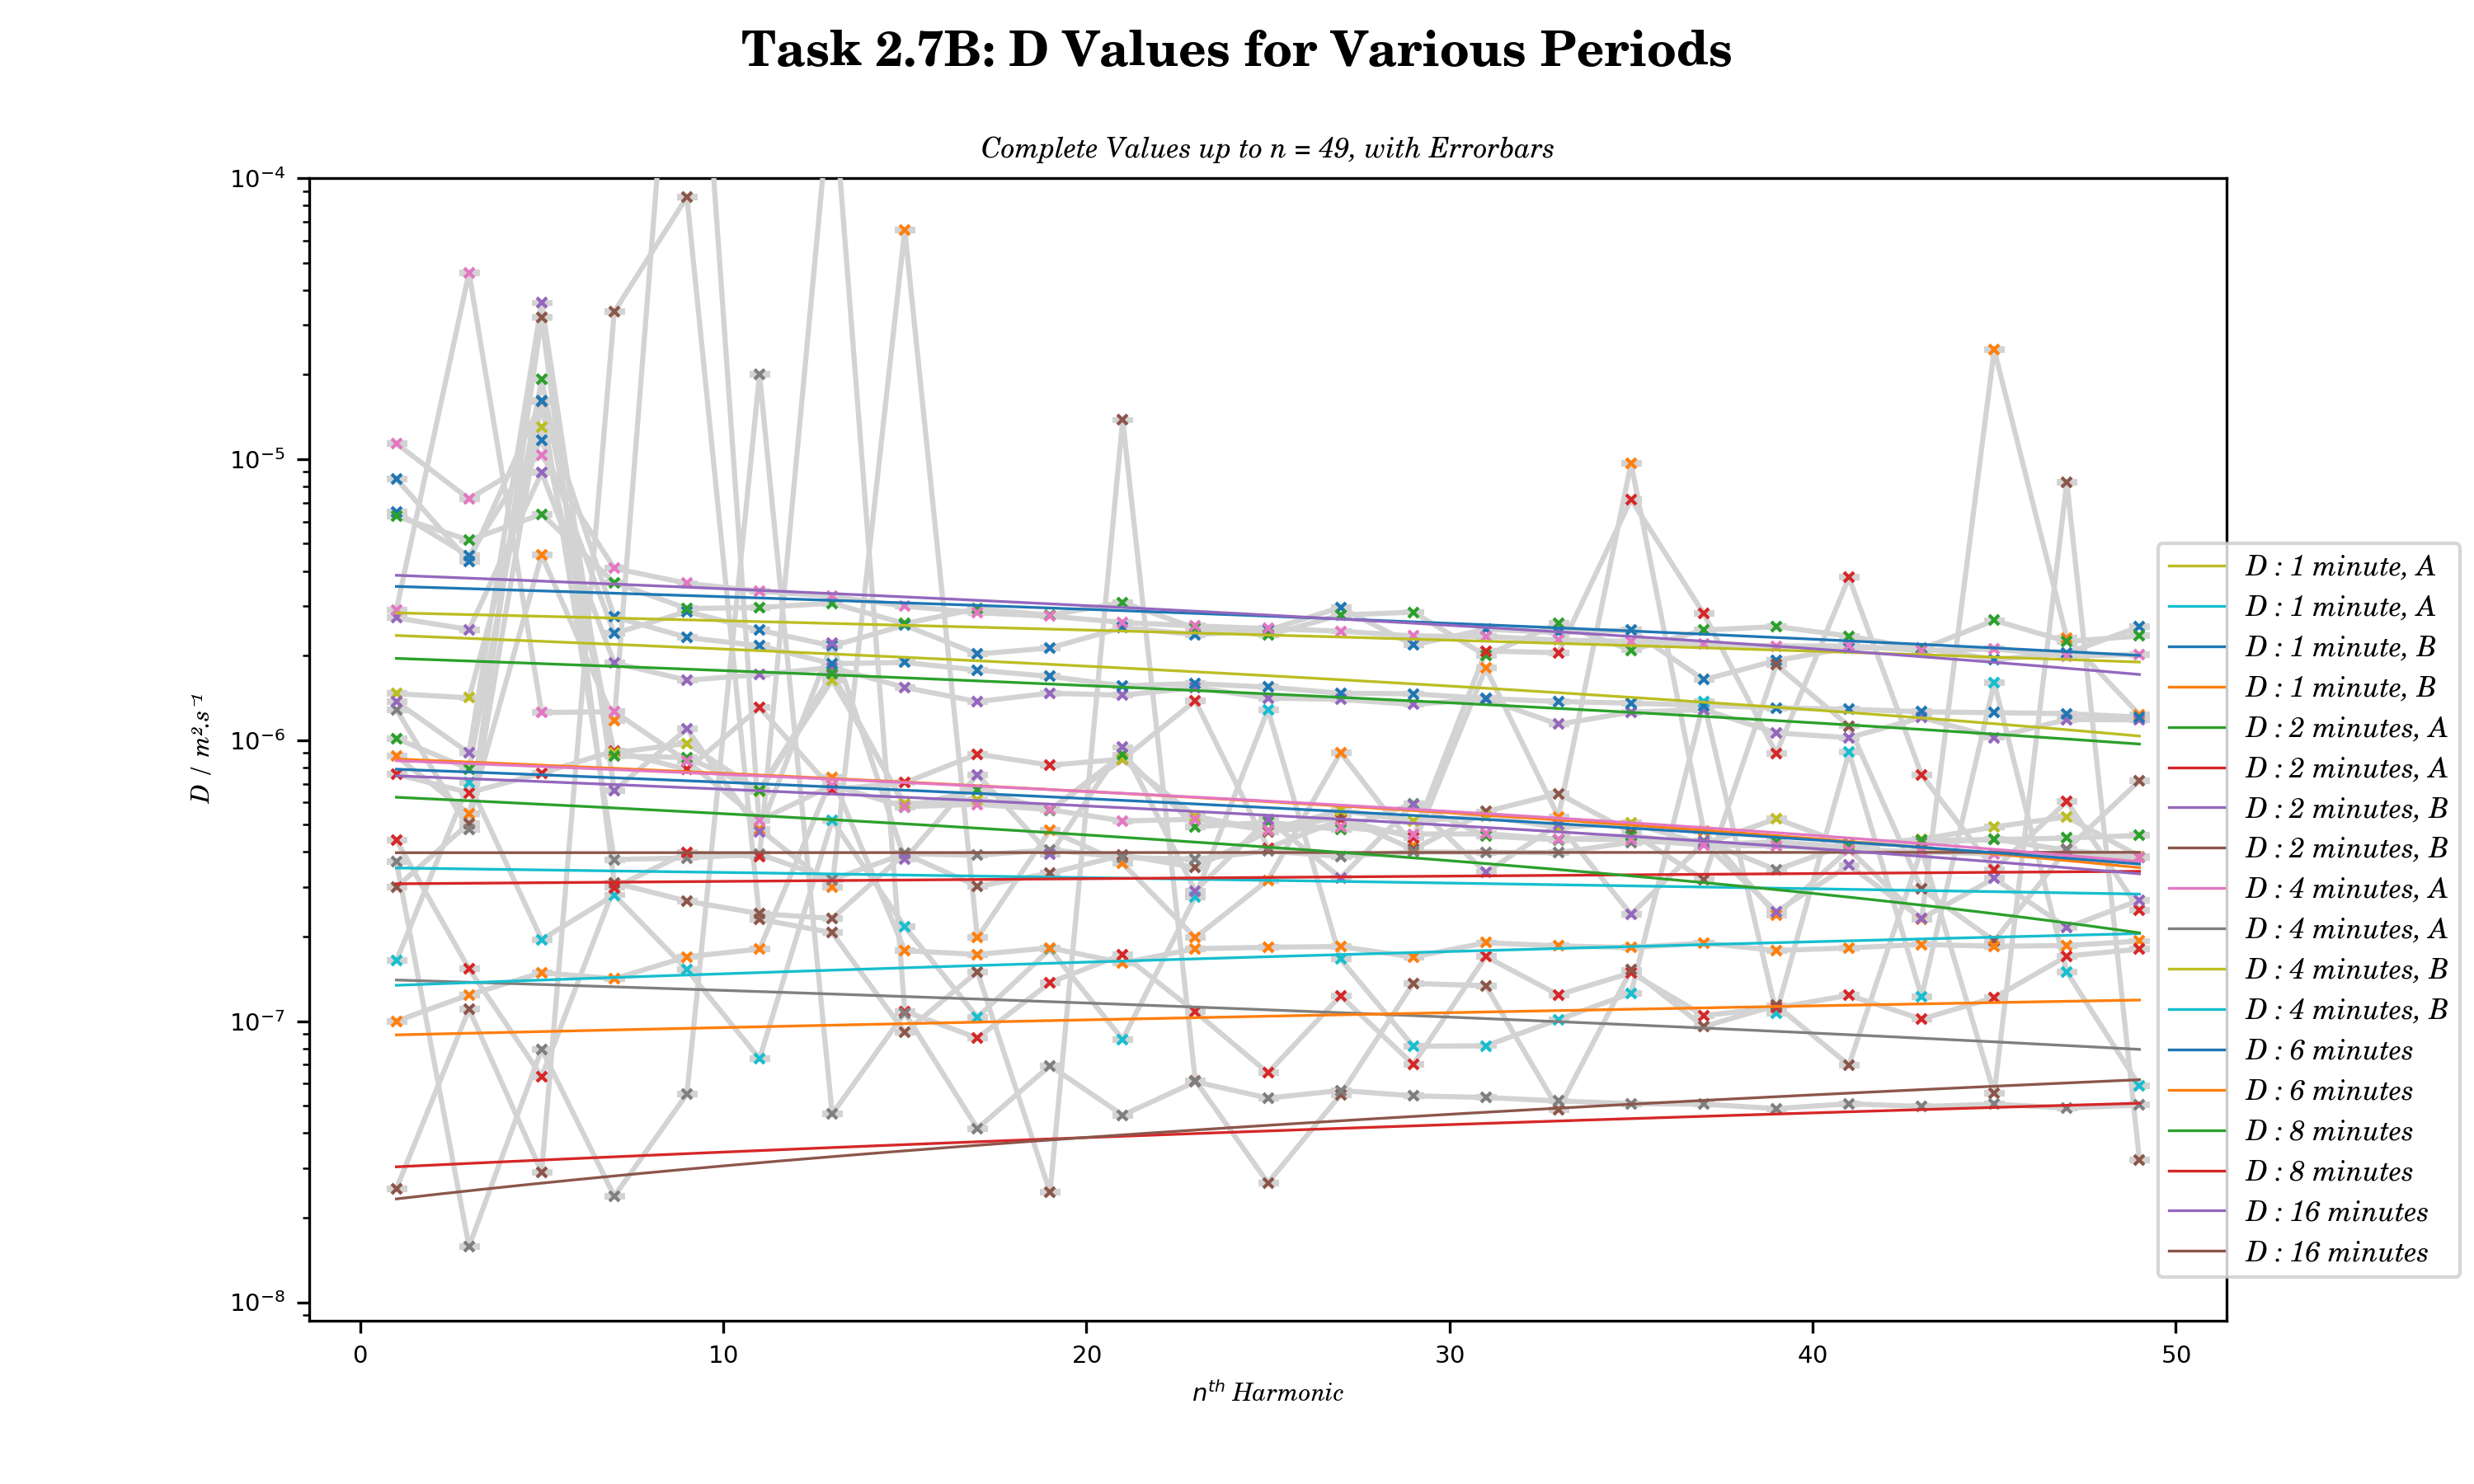 Task 2.7B: D Values for Various Periods
Complete Values up to n = 49, with Errorbars
D / m².s⁻¹
10⁻⁴
10⁻⁵
10⁻⁶
10⁻⁷
10⁻⁸
0 10 20 30 40 50
nᵗʰ Harmonic
D : 1 minute, A
D : 1 minute, A
D : 1 minute, B
D : 1 minute, B
D : 2 minutes, A
D : 2 minutes, A
D : 2 minutes, B
D : 2 minutes, B
D : 4 minutes, A
D : 4 minutes, A
D : 4 minutes, B
D : 4 minutes, B
D : 6 minutes
D : 6 minutes
D : 8 minutes
D : 8 minutes
D : 16 minutes
D : 16 minutes